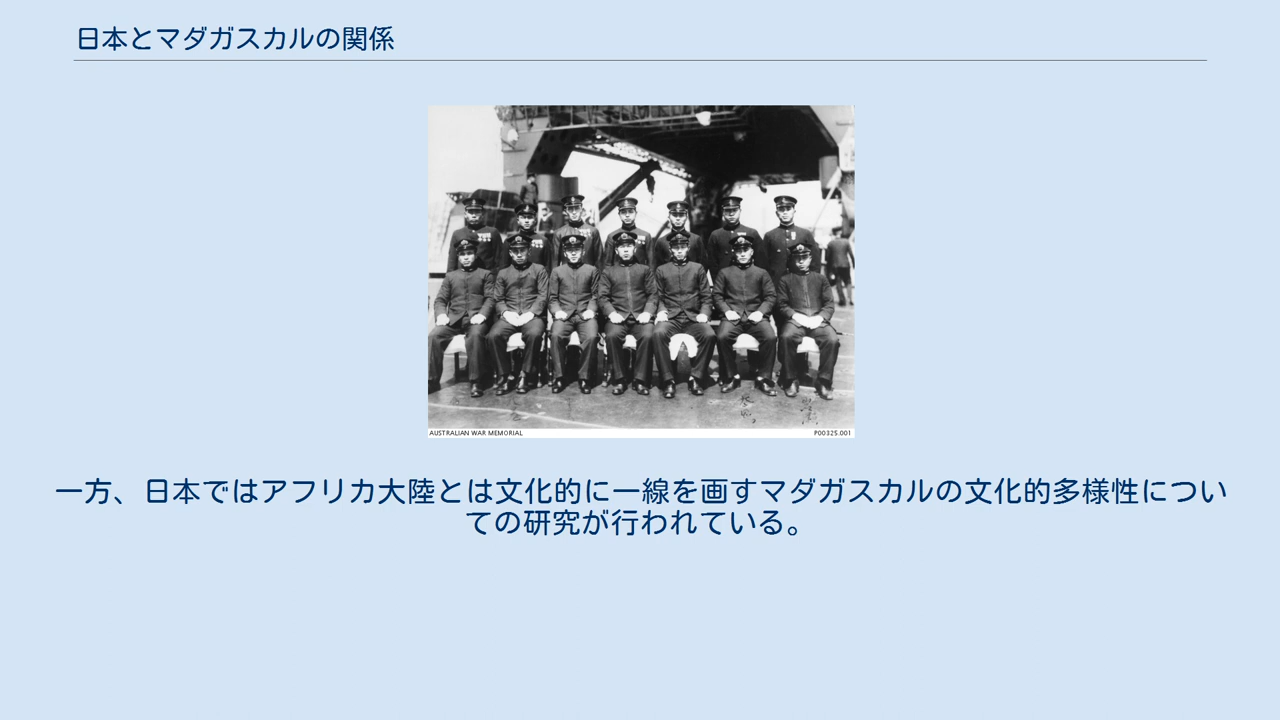 日本とマダガスカルの関係
AUSTRALIAN WAR MEMORIAL
P00325.001
一方、日本ではアフリカ大陸とは文化的に一線を画すマダガスカルの文化的多様性につい
ての研究が行われている。